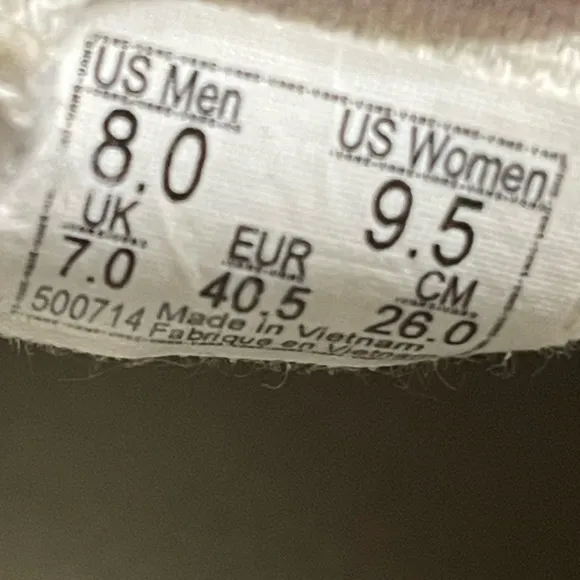 US Men US Women
8.0 9.5
UK EUR CM
7.0 40.5 26.0
500714 Made in Vietnam
Fabriqué en Vietnam